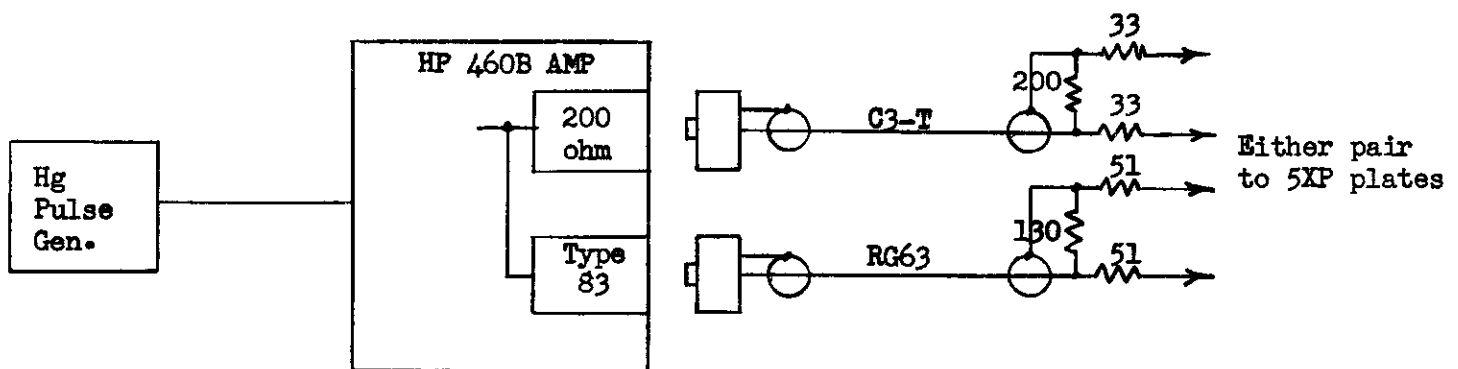 HP 460B AMP
Hg
Pulse
Gen.
200
ohm
Type
83
C3-T
RG63
33
200
33
51
130
51
Either pair
to 5XP plates